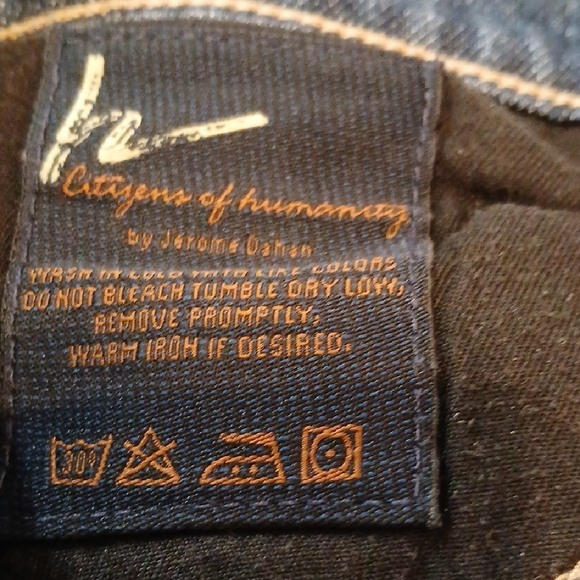 h
Citizens of humanity
by Jerome Dahan
WASH IN COLD WITH LIKE COLORS
DO NOT BLEACH TUMBLE DRY LOW,
REMOVE PROMPTLY.
WARM IRON IF DESIRED.
30°